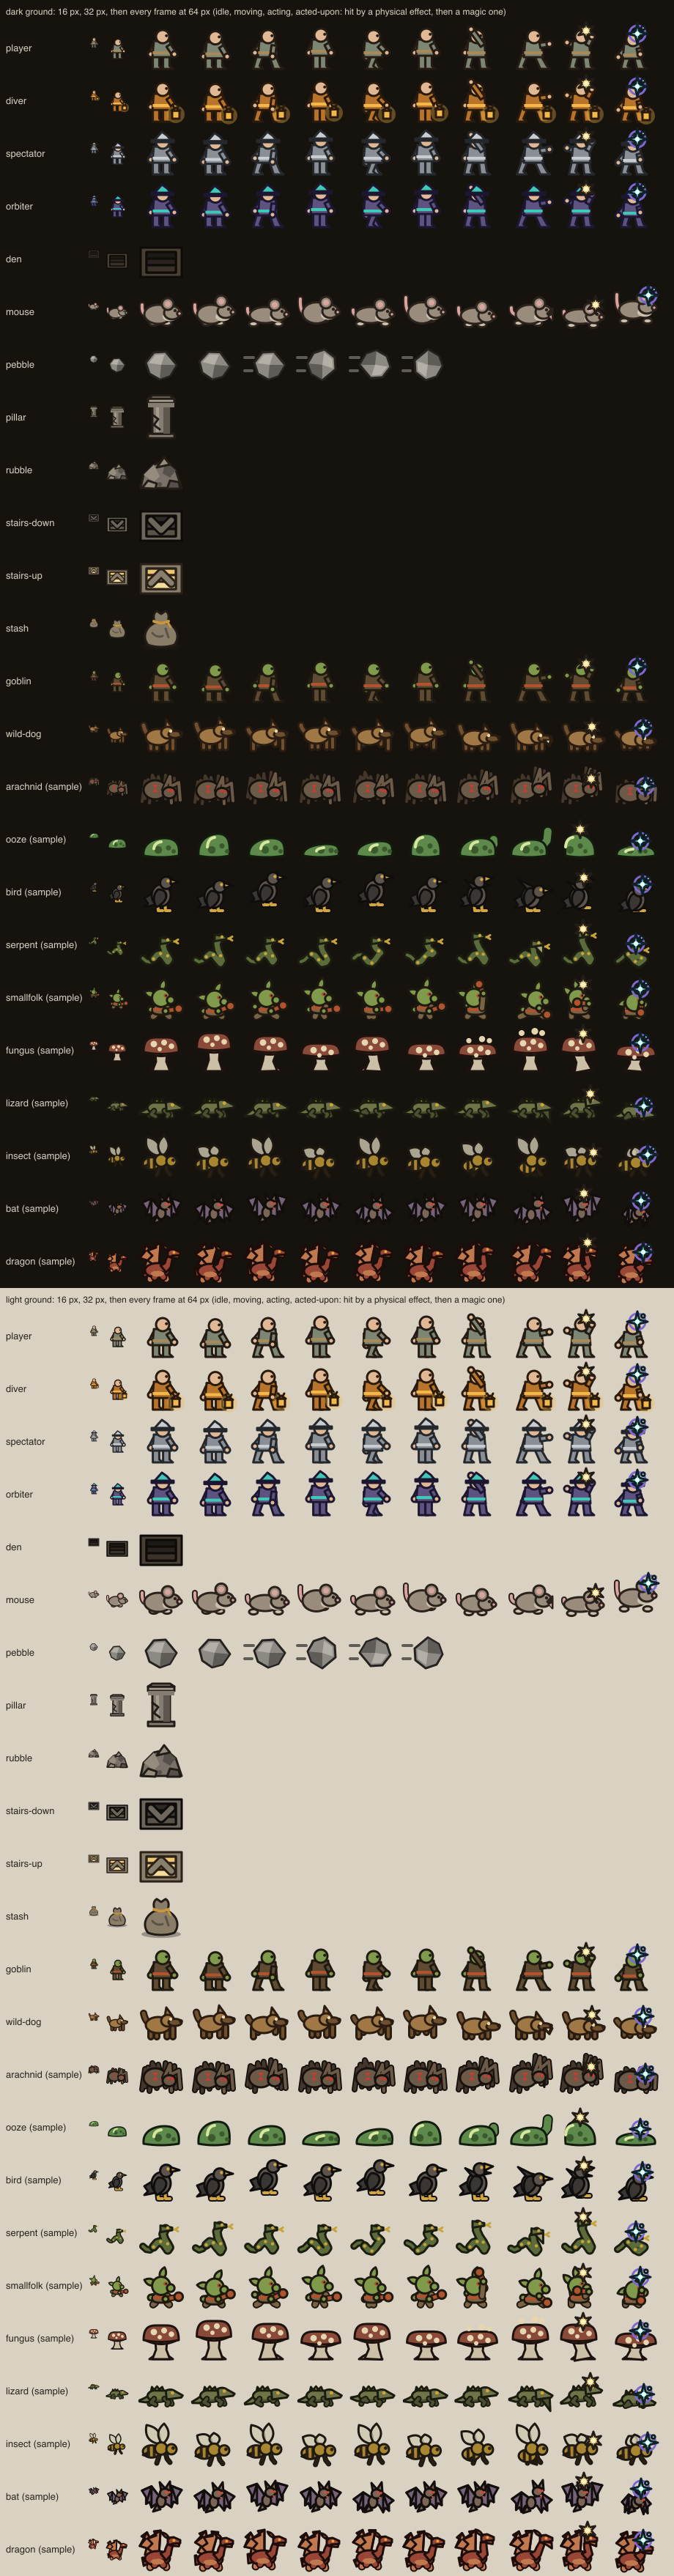 dark ground: 16 px, 32 px, then every frame at 64 px (idle, moving, acting, acted-upon: hit by a physical effect, then a magic one)
player
diver
spectator
orbiter
den
mouse
pebble
pillar
rubble
stairs-down
stairs-up
stash
goblin
wild-dog
arachnid (sample)
ooze (sample)
bird (sample)
serpent (sample)
smallfolk (sample)
fungus (sample)
lizard (sample)
insect (sample)
bat (sample)
dragon (sample)
light ground: 16 px, 32 px, then every frame at 64 px (idle, moving, acting, acted-upon: hit by a physical effect, then a magic one)
player
diver
spectator
orbiter
den
mouse
pebble
pillar
rubble
stairs-down
stairs-up
stash
goblin
wild-dog
arachnid (sample)
ooze (sample)
bird (sample)
serpent (sample)
smallfolk (sample)
fungus (sample)
lizard (sample)
insect (sample)
bat (sample)
dragon (sample)